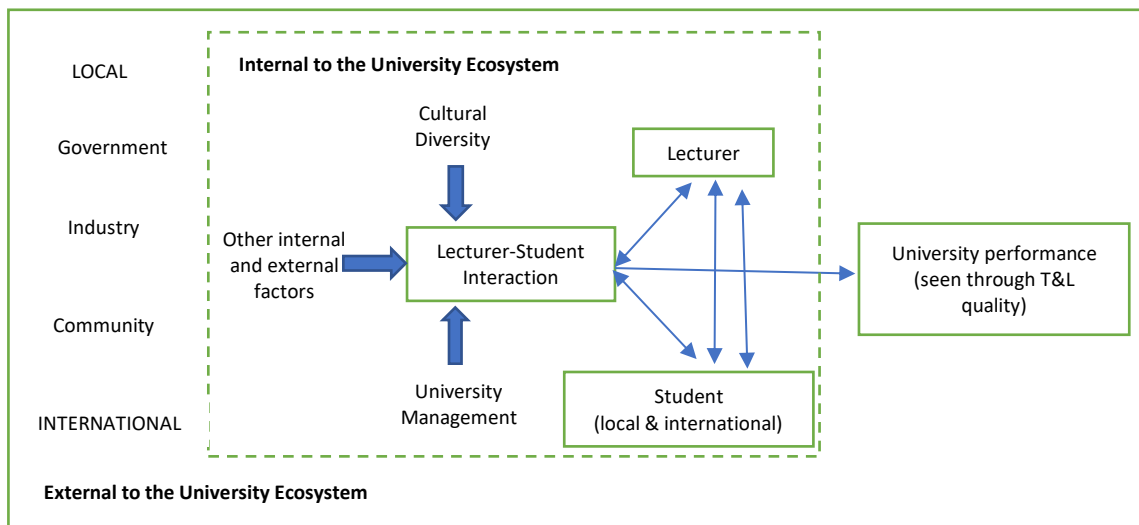 LOCAL
Government
Industry
Community
INTERNATIONAL
External to the University Ecosystem
Internal to the University Ecosystem
Cultural
Diversity
Other internal
and external
factors
Lecturer-Student
Interaction
University
Management
Lecturer
Student
(local & international)
University performance
(seen through T&L
quality)